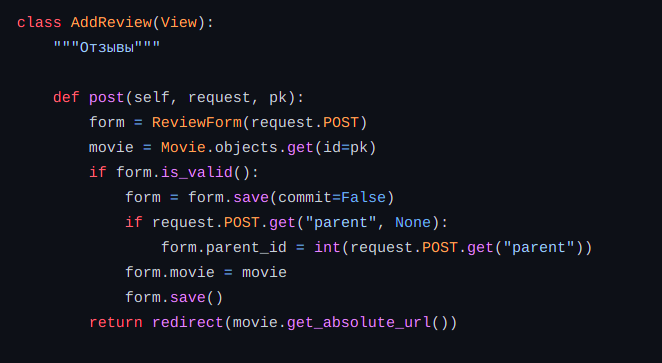 class AddReview(View):
    """Отзывы"""

    def post(self, request, pk):
        form = ReviewForm(request.POST)
        movie = Movie.objects.get(id=pk)
        if form.is_valid():
            form = form.save(commit=False)
            if request.POST.get("parent", None):
                form.parent_id = int(request.POST.get("parent"))
            form.movie = movie
            form.save()
        return redirect(movie.get_absolute_url())